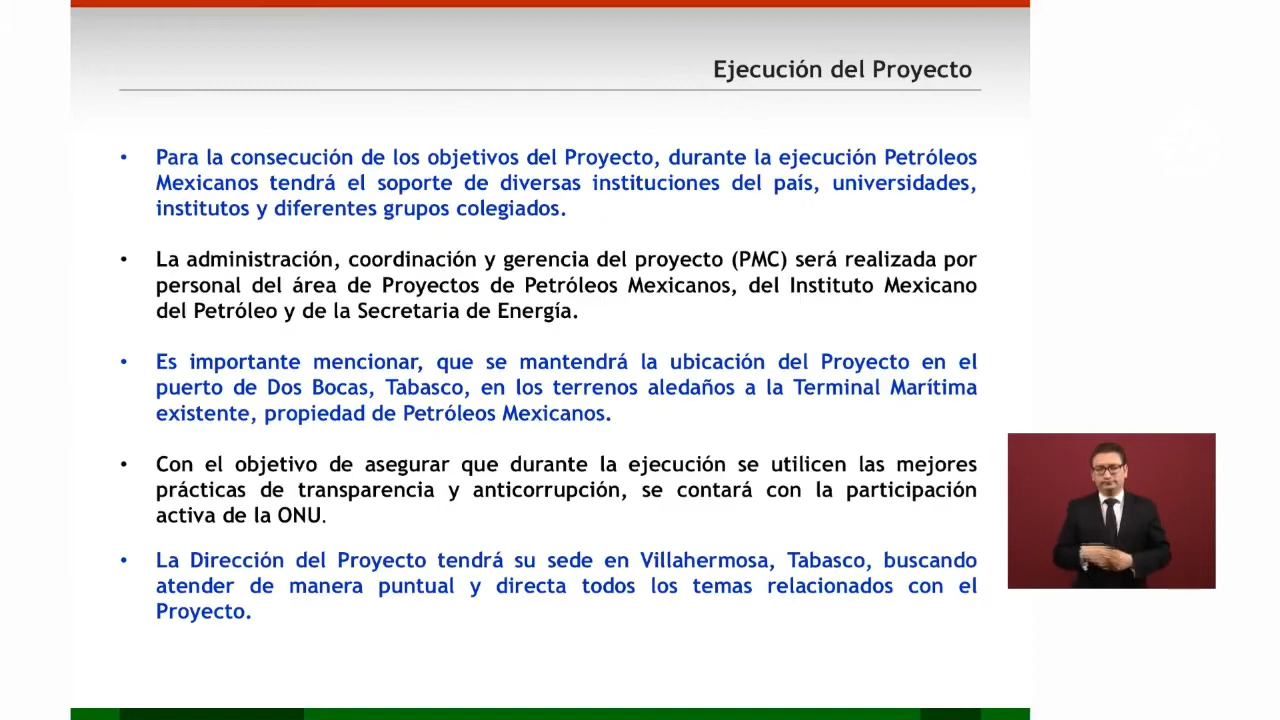 Ejecución del Proyecto
• Para la consecución de los objetivos del Proyecto, durante la ejecución Petróleos
Mexicanos tendrá el soporte de diversas instituciones del país, universidades,
institutos y diferentes grupos colegiados.
• La administración, coordinación y gerencia del proyecto (PMC) será realizada por
personal del área de Proyectos de Petróleos Mexicanos, del Instituto Mexicano
del Petróleo y de la Secretaria de Energía.
• Es importante mencionar, que se mantendrá la ubicación del Proyecto en el
puerto de Dos Bocas, Tabasco, en los terrenos aledaños a la Terminal Marítima
existente, propiedad de Petróleos Mexicanos.
• Con el objetivo de asegurar que durante la ejecución se utilicen las mejores
prácticas de transparencia y anticorrupción, se contará con la participación
activa de la ONU.
• La Dirección del Proyecto tendrá su sede en Villahermosa, Tabasco, buscando
atender de manera puntual y directa todos los temas relacionados con el
Proyecto.